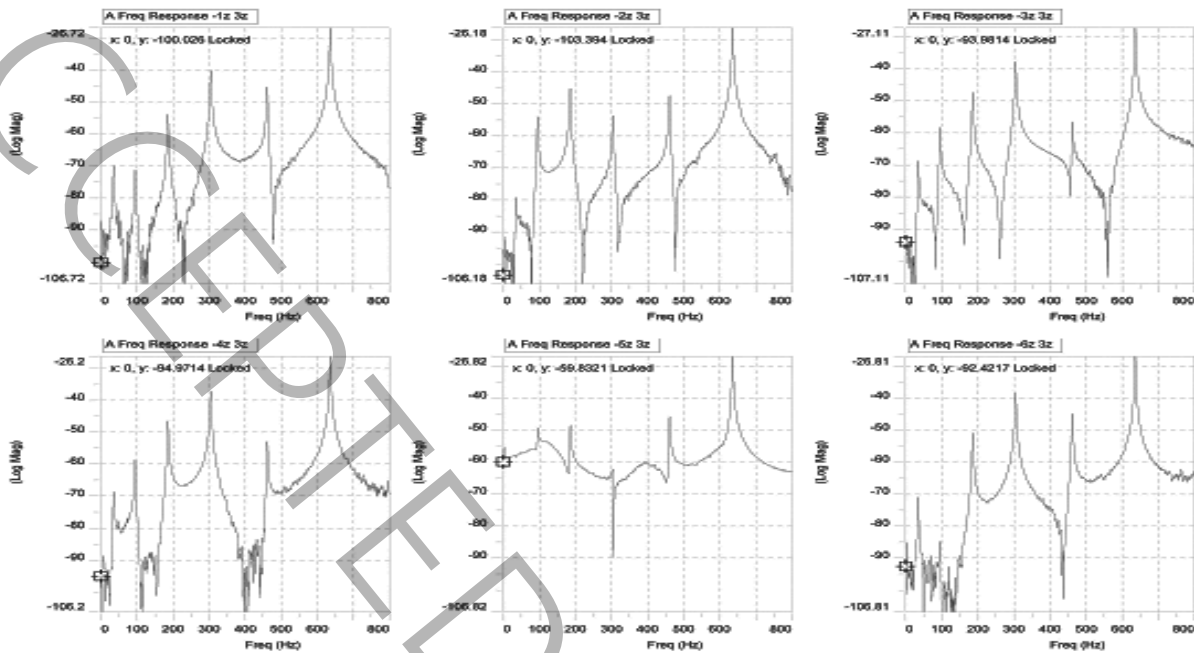 A Freq Response -1z 3z
-26.72
x: 0, y: -100.026 Locked
-40
-50
-60
-70
-80
-90
-106.72
(Log Mag)
0 100 200 300 400 500 600 800
Freq (Hz)
A Freq Response -2z 3z
-26.18
x: 0, y: -103.394 Locked
-40
-50
-60
-70
-80
-90
-106.18
(Log Mag)
0 100 200 300 400 500 600 800
Freq (Hz)
A Freq Response -3z 3z
-27.11
x: 0, y: -93.9814 Locked
-40
-50
-60
-70
-80
-90
-107.11
(Log Mag)
0 100 200 300 400 500 600 800
Freq (Hz)
A Freq Response -4z 3z
-26.2
x: 0, y: -94.9714 Locked
-40
-50
-60
-70
-80
-90
-106.2
(Log Mag)
0 100 200 300 400 500 600 800
Freq (Hz)
A Freq Response -5z 3z
-26.82
x: 0, y: -59.8321 Locked
-40
-50
-60
-70
-80
-90
-106.82
(Log Mag)
0 100 200 300 400 500 600 800
Freq (Hz)
A Freq Response -6z 3z
-26.81
x: 0, y: -92.4217 Locked
-40
-50
-60
-70
-80
-90
-106.81
(Log Mag)
0 100 200 300 400 500 600 800
Freq (Hz)
CCEPTED